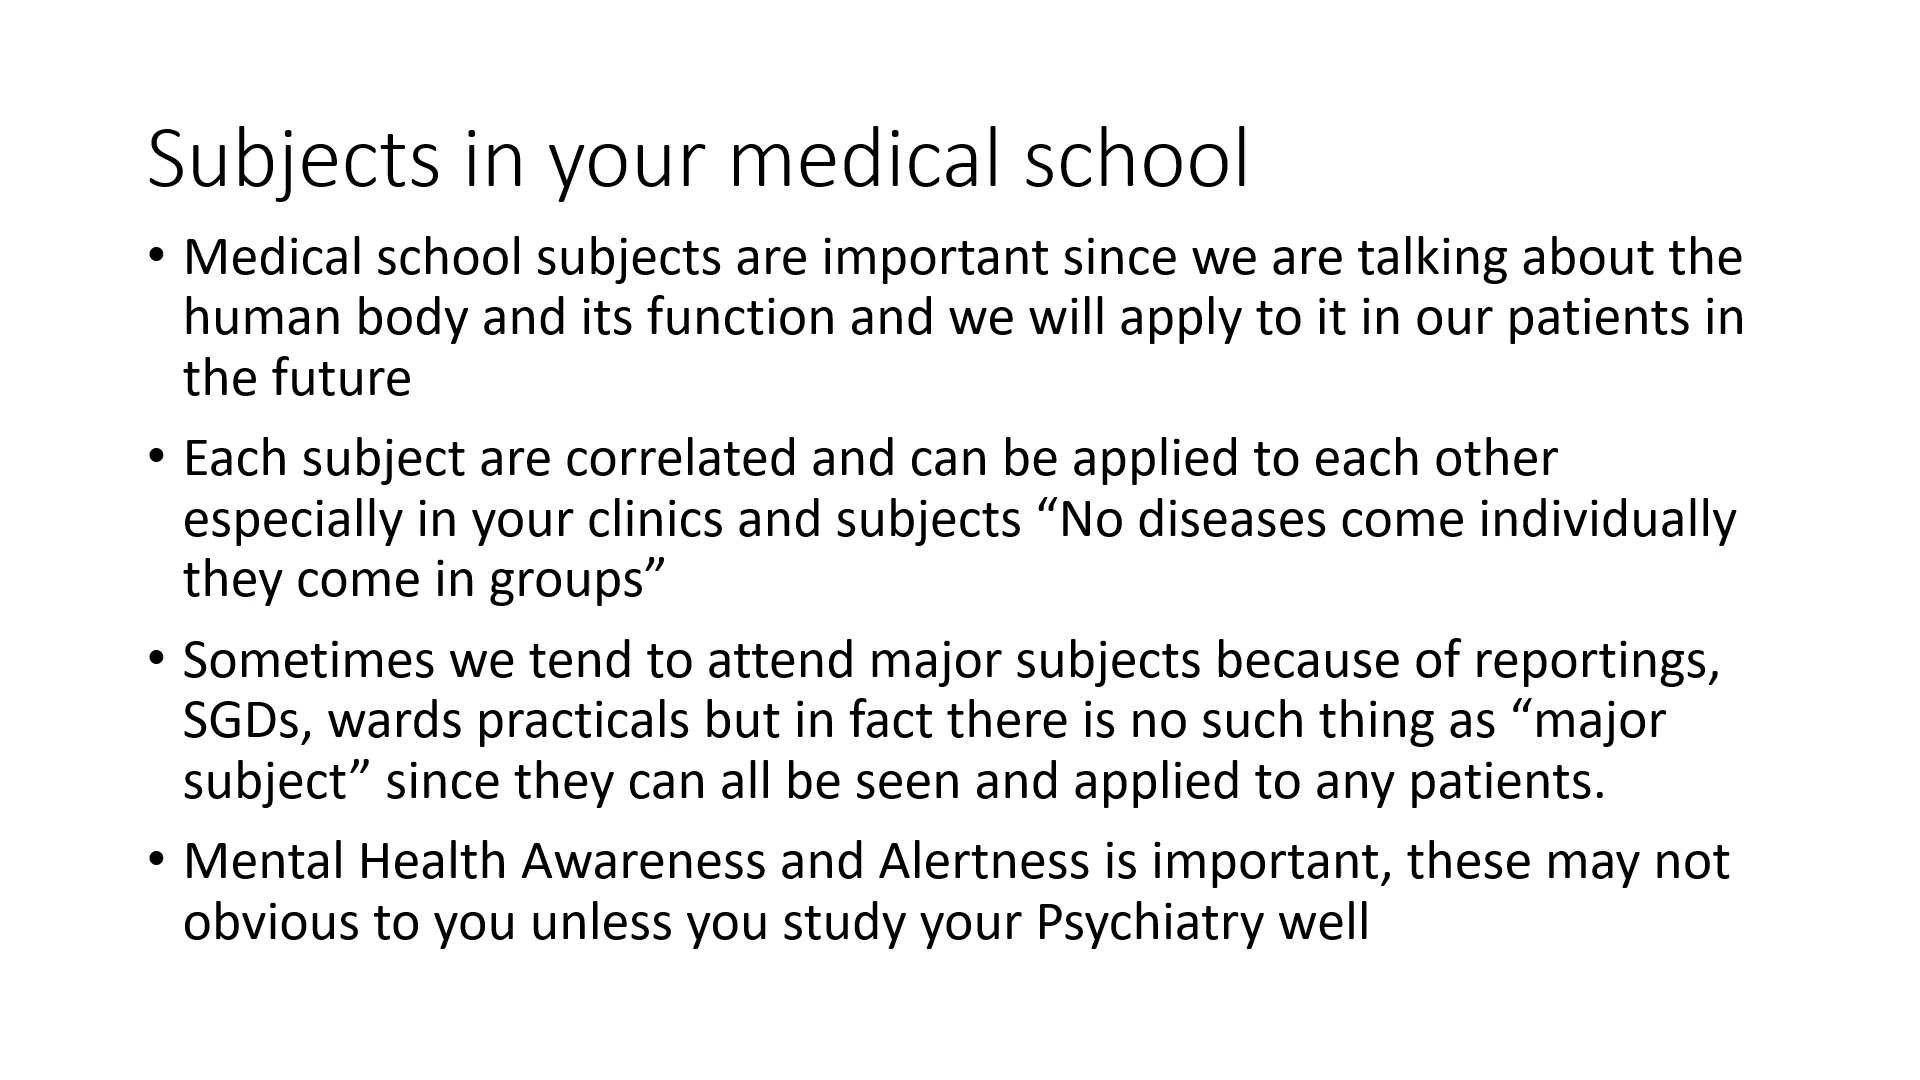 Subjects in your medical school
• Medical school subjects are important since we are talking about the
human body and its function and we will apply to it in our patients in
the future
• Each subject are correlated and can be applied to each other
especially in your clinics and subjects “No diseases come individually
they come in groups”
• Sometimes we tend to attend major subjects because of reportings,
SGDs, wards practicals but in fact there is no such thing as “major
subject” since they can all be seen and applied to any patients.
• Mental Health Awareness and Alertness is important, these may not
obvious to you unless you study your Psychiatry well